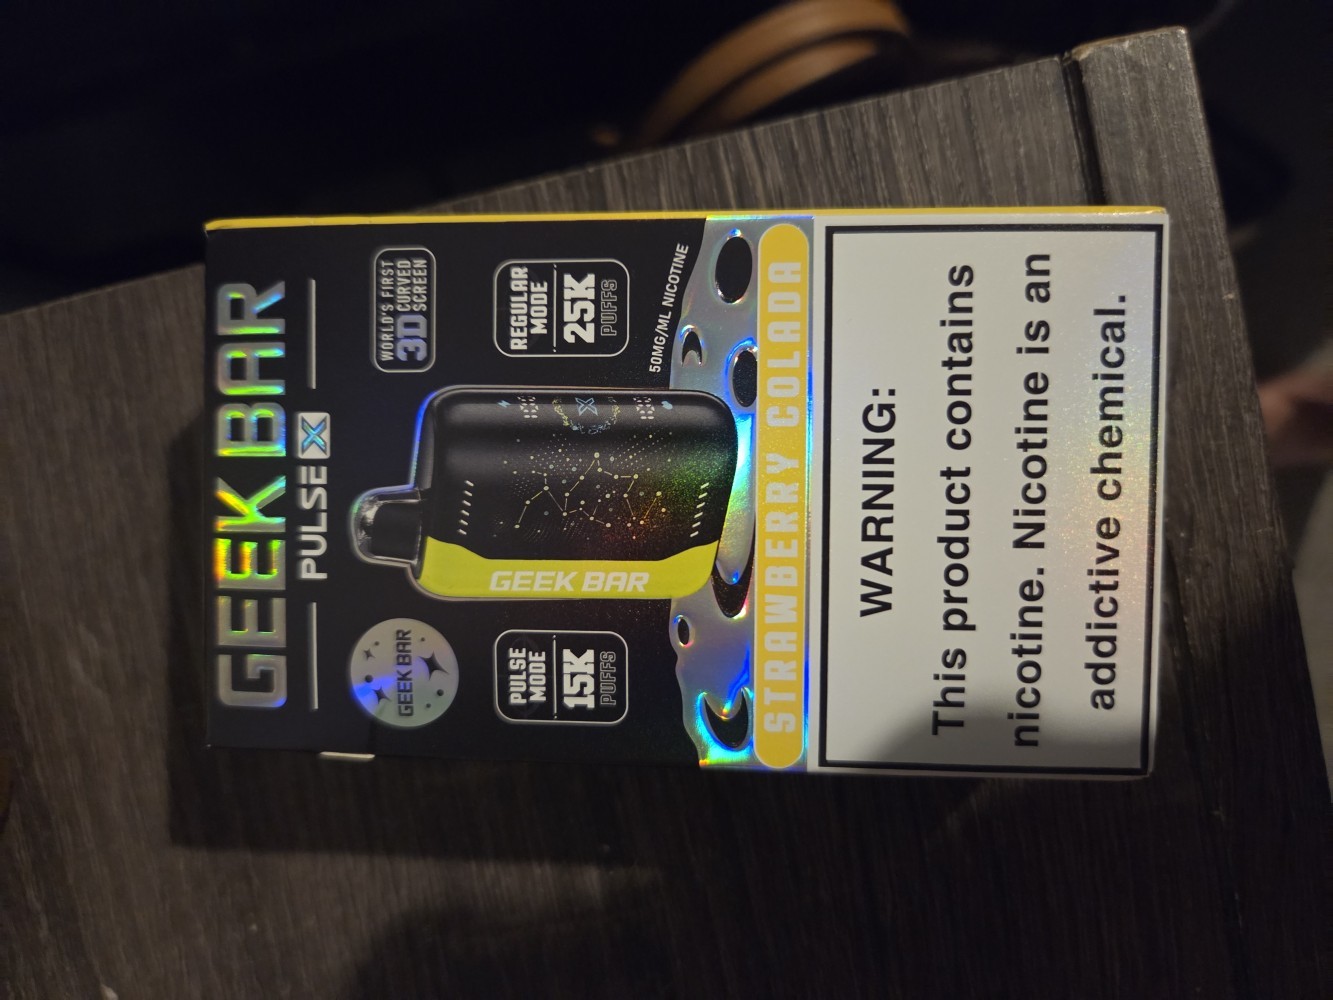 GEEK BAR
PULSE X
GEEK BAR
WORLD'S FIRST
3D CURVED
SCREEN
PULSE
MODE
15K
PUFFS
REGULAR
MODE
25K
PUFFS
GEEK BAR
50MG/ML NICOTINE
STRAWBERRY COLADA
WARNING:
This product contains
nicotine. Nicotine is an
addictive chemical.